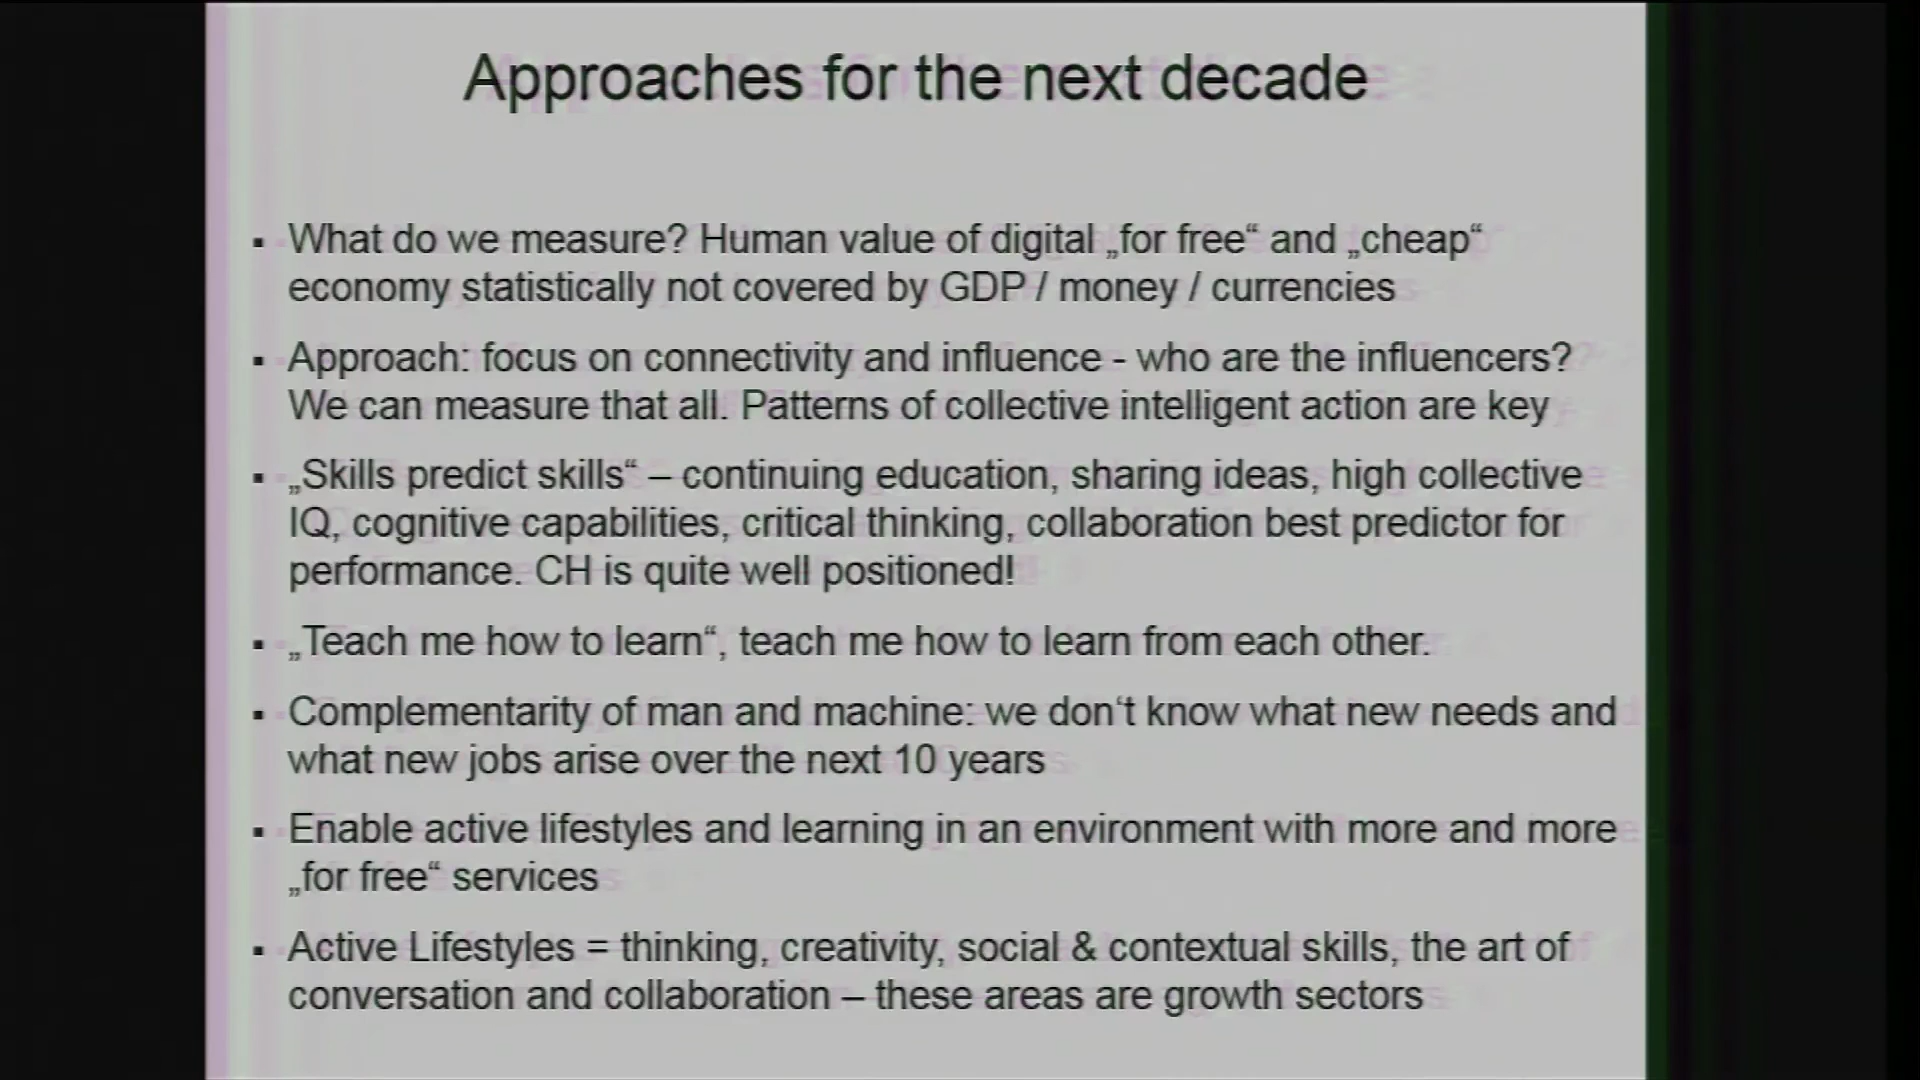 Approaches for the next decade
▪ What do we measure? Human value of digital „for free“ and „cheap“
economy statistically not covered by GDP / money / currencies
▪ Approach: focus on connectivity and influence - who are the influencers?
We can measure that all. Patterns of collective intelligent action are key
▪ „Skills predict skills“ – continuing education, sharing ideas, high collective
IQ, cognitive capabilities, critical thinking, collaboration best predictor for
performance. CH is quite well positioned!
▪ „Teach me how to learn“, teach me how to learn from each other.
▪ Complementarity of man and machine: we don‘t know what new needs and
what new jobs arise over the next 10 years
▪ Enable active lifestyles and learning in an environment with more and more
„for free“ services
▪ Active Lifestyles = thinking, creativity, social & contextual skills, the art of
conversation and collaboration – these areas are growth sectors